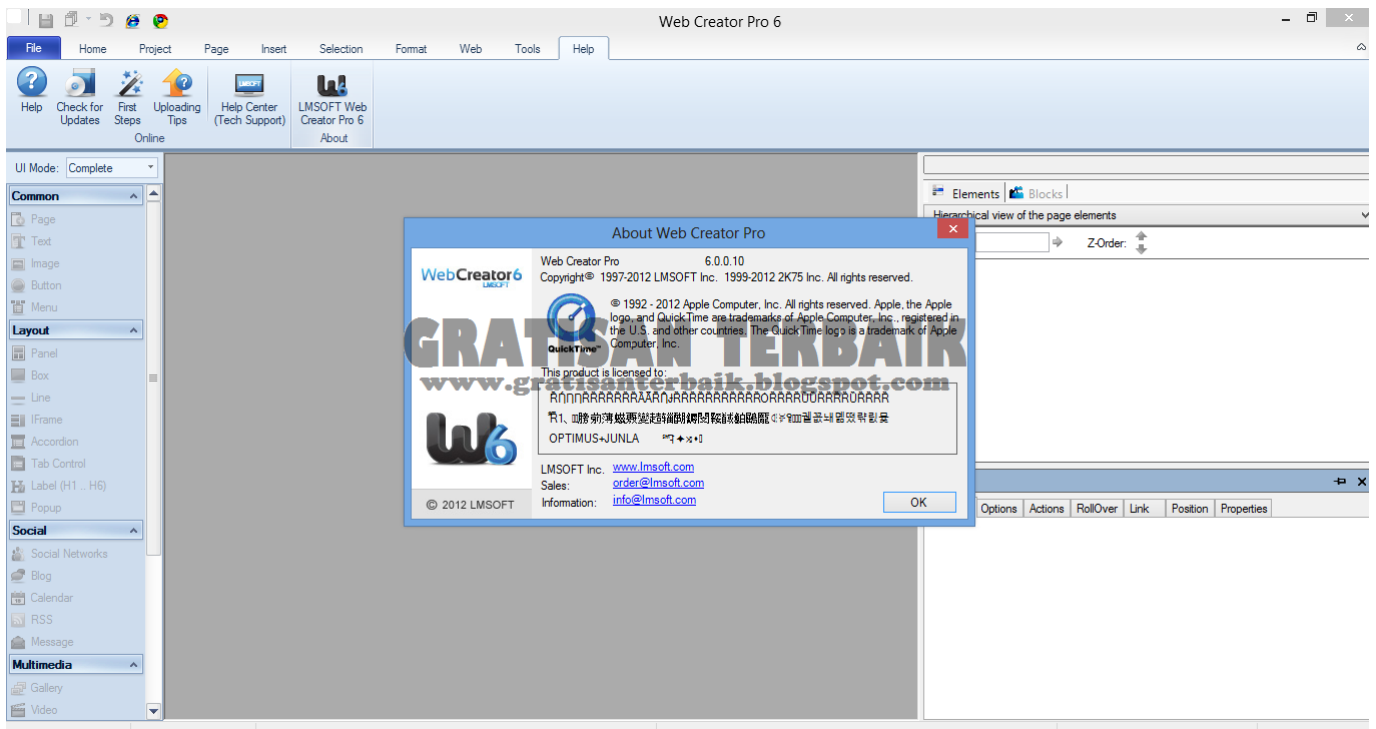 Web Creator Pro 6
File Home Project Page Insert Selection Format Web Tools Help
Help
Check for Updates
First Steps
Uploading Tips
Help Center (Tech Support)
LMSOFT Web Creator Pro 6
Online
About
UI Mode: Complete
Common
Page
Text
Image
Button
Menu
Layout
Panel
Box
Line
IFrame
Accordion
Tab Control
Label (H1 .. H6)
Popup
Social
Social Networks
Blog
Calendar
RSS
Message
Multimedia
Gallery
Video
About Web Creator Pro
WebCreator6
LMSOFT
Web Creator Pro 6.0.0.10
Copyright© 1997-2012 LMSOFT Inc. 1999-2012 2K75 Inc. All rights reserved.
QuickTime™
© 1992 - 2012 Apple Computer, Inc. All rights reserved. Apple, the Apple
logo, and QuickTime are trademarks of Apple Computer, Inc., registered in
the U.S. and other countries. The QuickTime logo is a trademark of Apple
Computer, Inc.
GRATISAN TERBAIK
www.gratisanterbaik.blogspot.com
This product is licensed to:
OPTIMUS+JUNLA
W6
LMSOFT Inc. www.lmsoft.com
Sales: order@lmsoft.com
Information: info@lmsoft.com
© 2012 LMSOFT
OK
Elements Blocks
Hierarchical view of the page elements
Z-Order:
Options Actions RollOver Link Position Properties